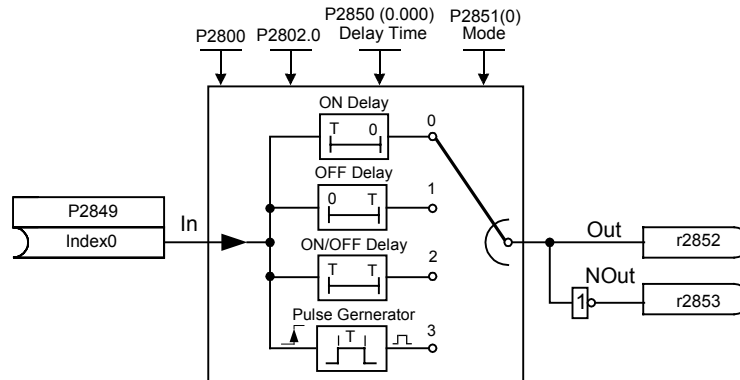 P2800
P2802.0
P2850 (0.000)
Delay Time
P2851(0)
Mode
ON Delay
T 0
0
OFF Delay
0 T
1
P2849
Index0
In
ON/OFF Delay
T T
2
Out
r2852
NOut
1
r2853
Pulse Gernerator
T
3